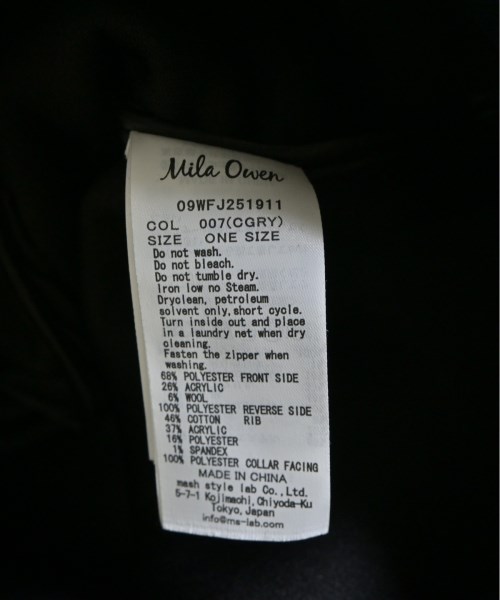 Mila Owen
09WFJ251911
COL 007(CGRY)
SIZE ONE SIZE
Do not wash.
Do not bleach.
Do not tumble dry.
Iron low no Steam.
Dryclean, petroleum
solvent only,short cycle.
Turn inside out and place
in a laundry net when dry
cleaning.
Fasten the zipper when
washing.
68% POLYESTER FRONT SIDE
26% ACRYLIC
6% WOOL
100% POLYESTER REVERSE SIDE
46% COTTON RIB
37% ACRYLIC
16% POLYESTER
1% SPANDEX
100% POLYESTER COLLAR FACING
MADE IN CHINA
mash style lab Co.,Ltd.
5-7-1 Kojimachi,Chiyoda-Ku
Tokyo,Japan
info@ms-lab.com